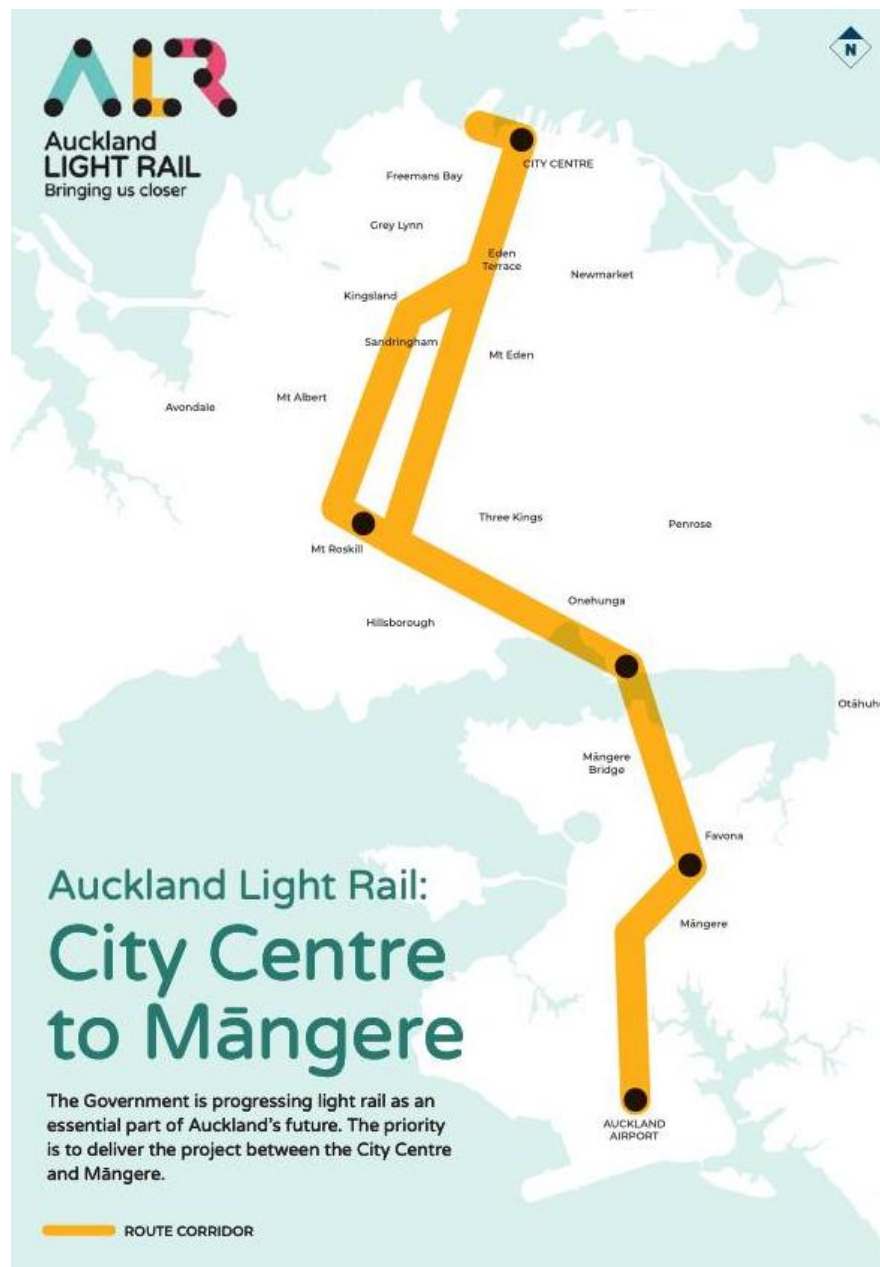 ALR
Auckland
LIGHT RAIL
Bringing us closer
N
CITY CENTRE
Freemans Bay
Grey Lynn
Eden
Terrace
Newmarket
Kingsland
Sandringham
Mt Eden
Mt Albert
Avondale
Three Kings
Penrose
Mt Roskill
Onehunga
Hillsborough
Otāhuh
Māngere
Bridge
Favona
Māngere
AUCKLAND
AIRPORT
Auckland Light Rail:
City Centre
to Māngere
The Government is progressing light rail as an
essential part of Auckland's future. The priority
is to deliver the project between the City Centre
and Māngere.
ROUTE CORRIDOR